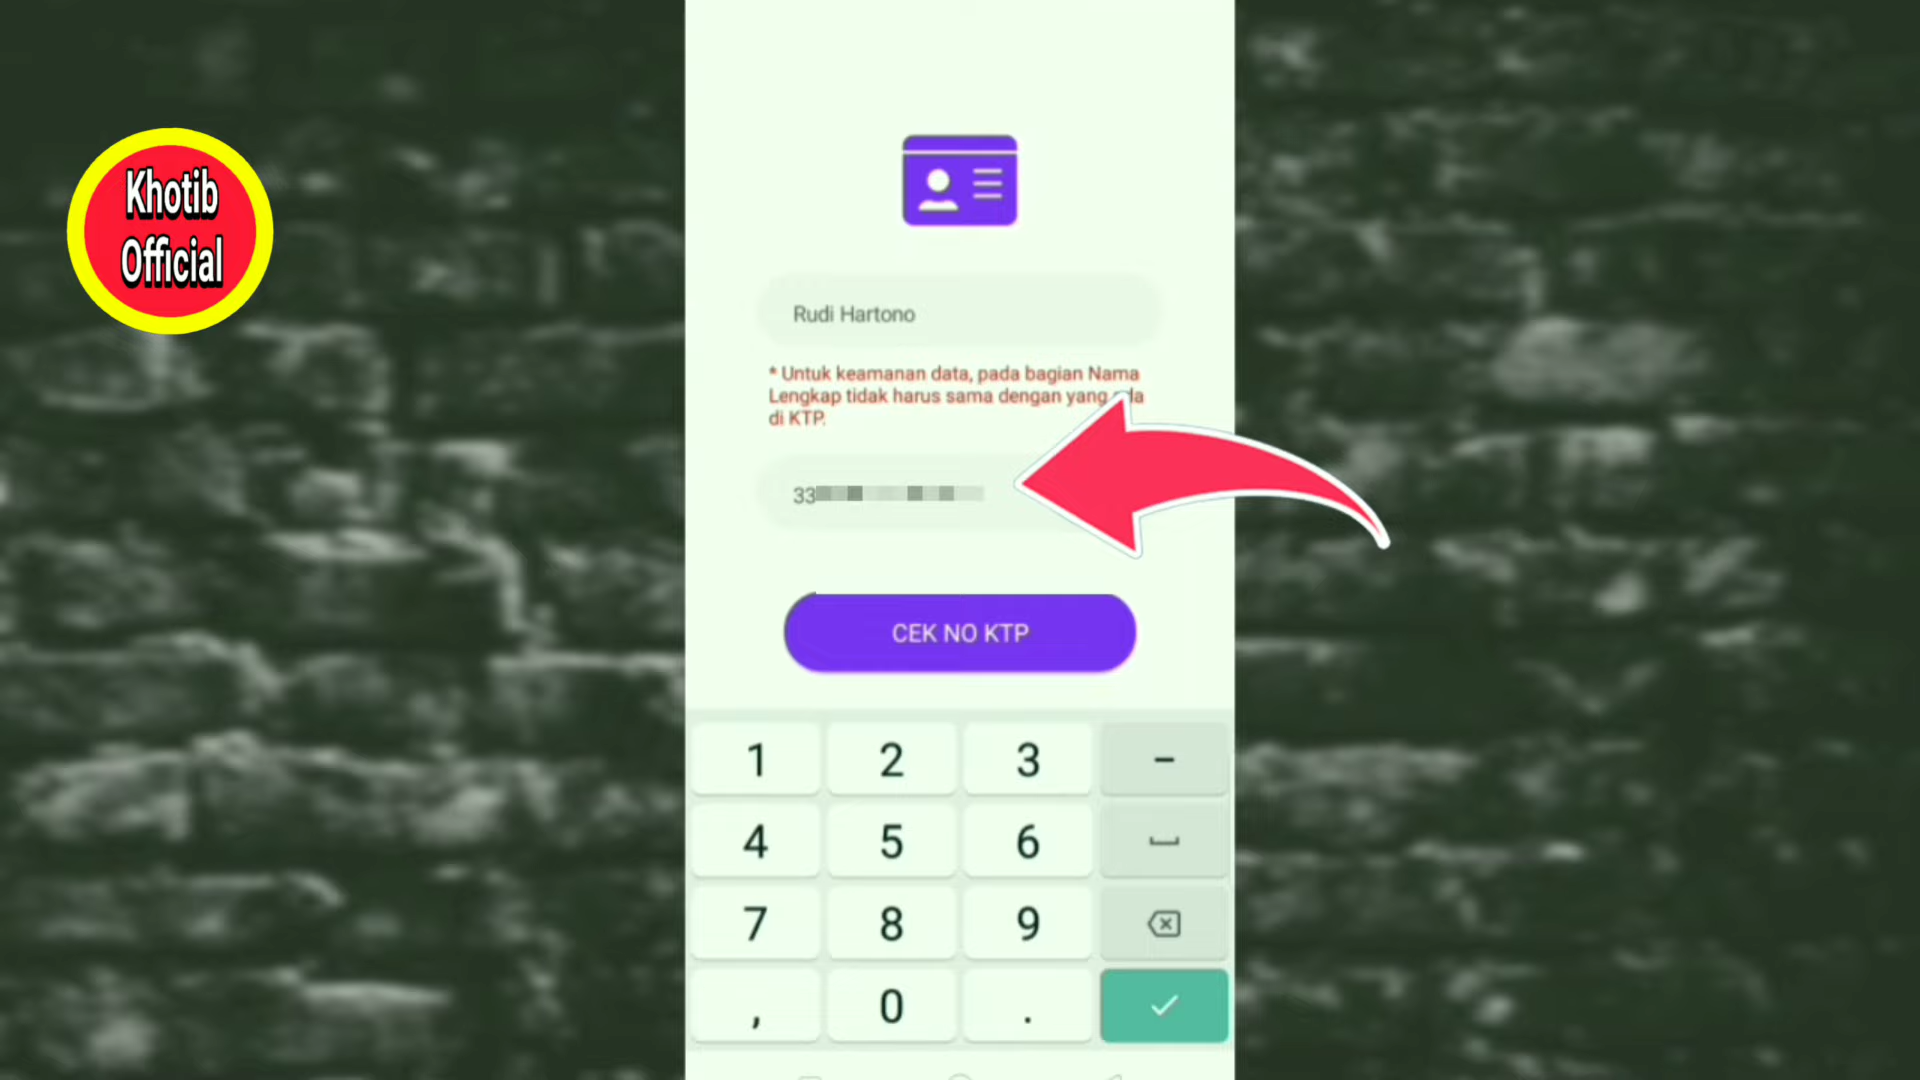 Khotib
Official
Rudi Hartono
* Untuk keamanan data, pada bagian Nama
Lengkap tidak harus sama dengan yang
di KTP.
33
CEK NO KTP
1 2 3 -
4 5 6
7 8 9
, 0 .